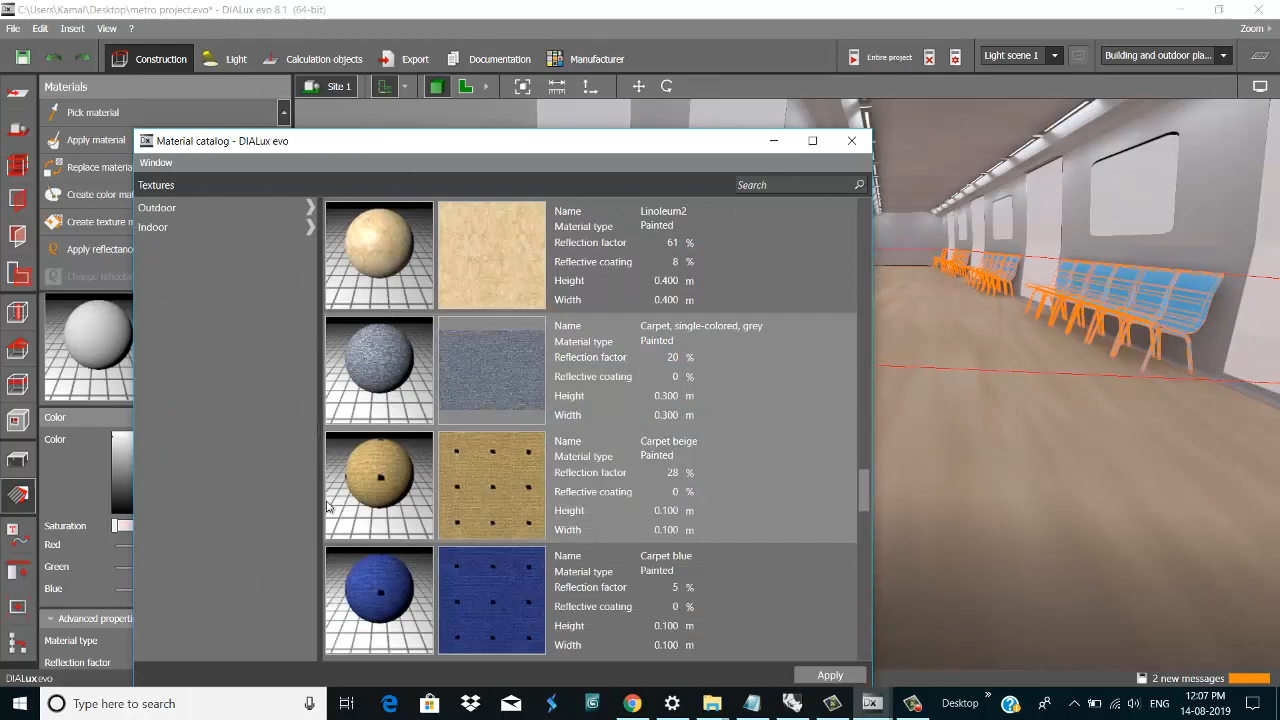 C:\Users\Kamal\Desktop\metro project.evo* - DIALux evo 8.1  (64-bit)
File Edit Insert View ? Zoom
Construction Light Calculation objects Export Documentation Manufacturer Entire project Light scene 1 Building and outdoor pla...
Materials Site 1
Pick material
Apply material
Replace materia
Create color ma
Create texture m
Apply reflectanc
Change reflect
Color
Color
Saturation
Red
Green
Blue
Advanced properti
Material type
Reflection factor
Material catalog - DIALux evo
Window
Textures Search
Outdoor
Indoor
Name Linoleum2
Material type Painted
Reflection factor 61 %
Reflective coating 8 %
Height 0.400 m
Width 0.400 m
Name Carpet, single-colored, grey
Material type Painted
Reflection factor 20 %
Reflective coating 0 %
Height 0.300 m
Width 0.300 m
Name Carpet beige
Material type Painted
Reflection factor 28 %
Reflective coating 0 %
Height 0.100 m
Width 0.100 m
Name Carpet blue
Material type Painted
Reflection factor 5 %
Reflective coating 0 %
Height 0.100 m
Width 0.100 m
Apply
DIALux evo 2 new messages
Type here to search Desktop ENG 12:07 PM
14-08-2019